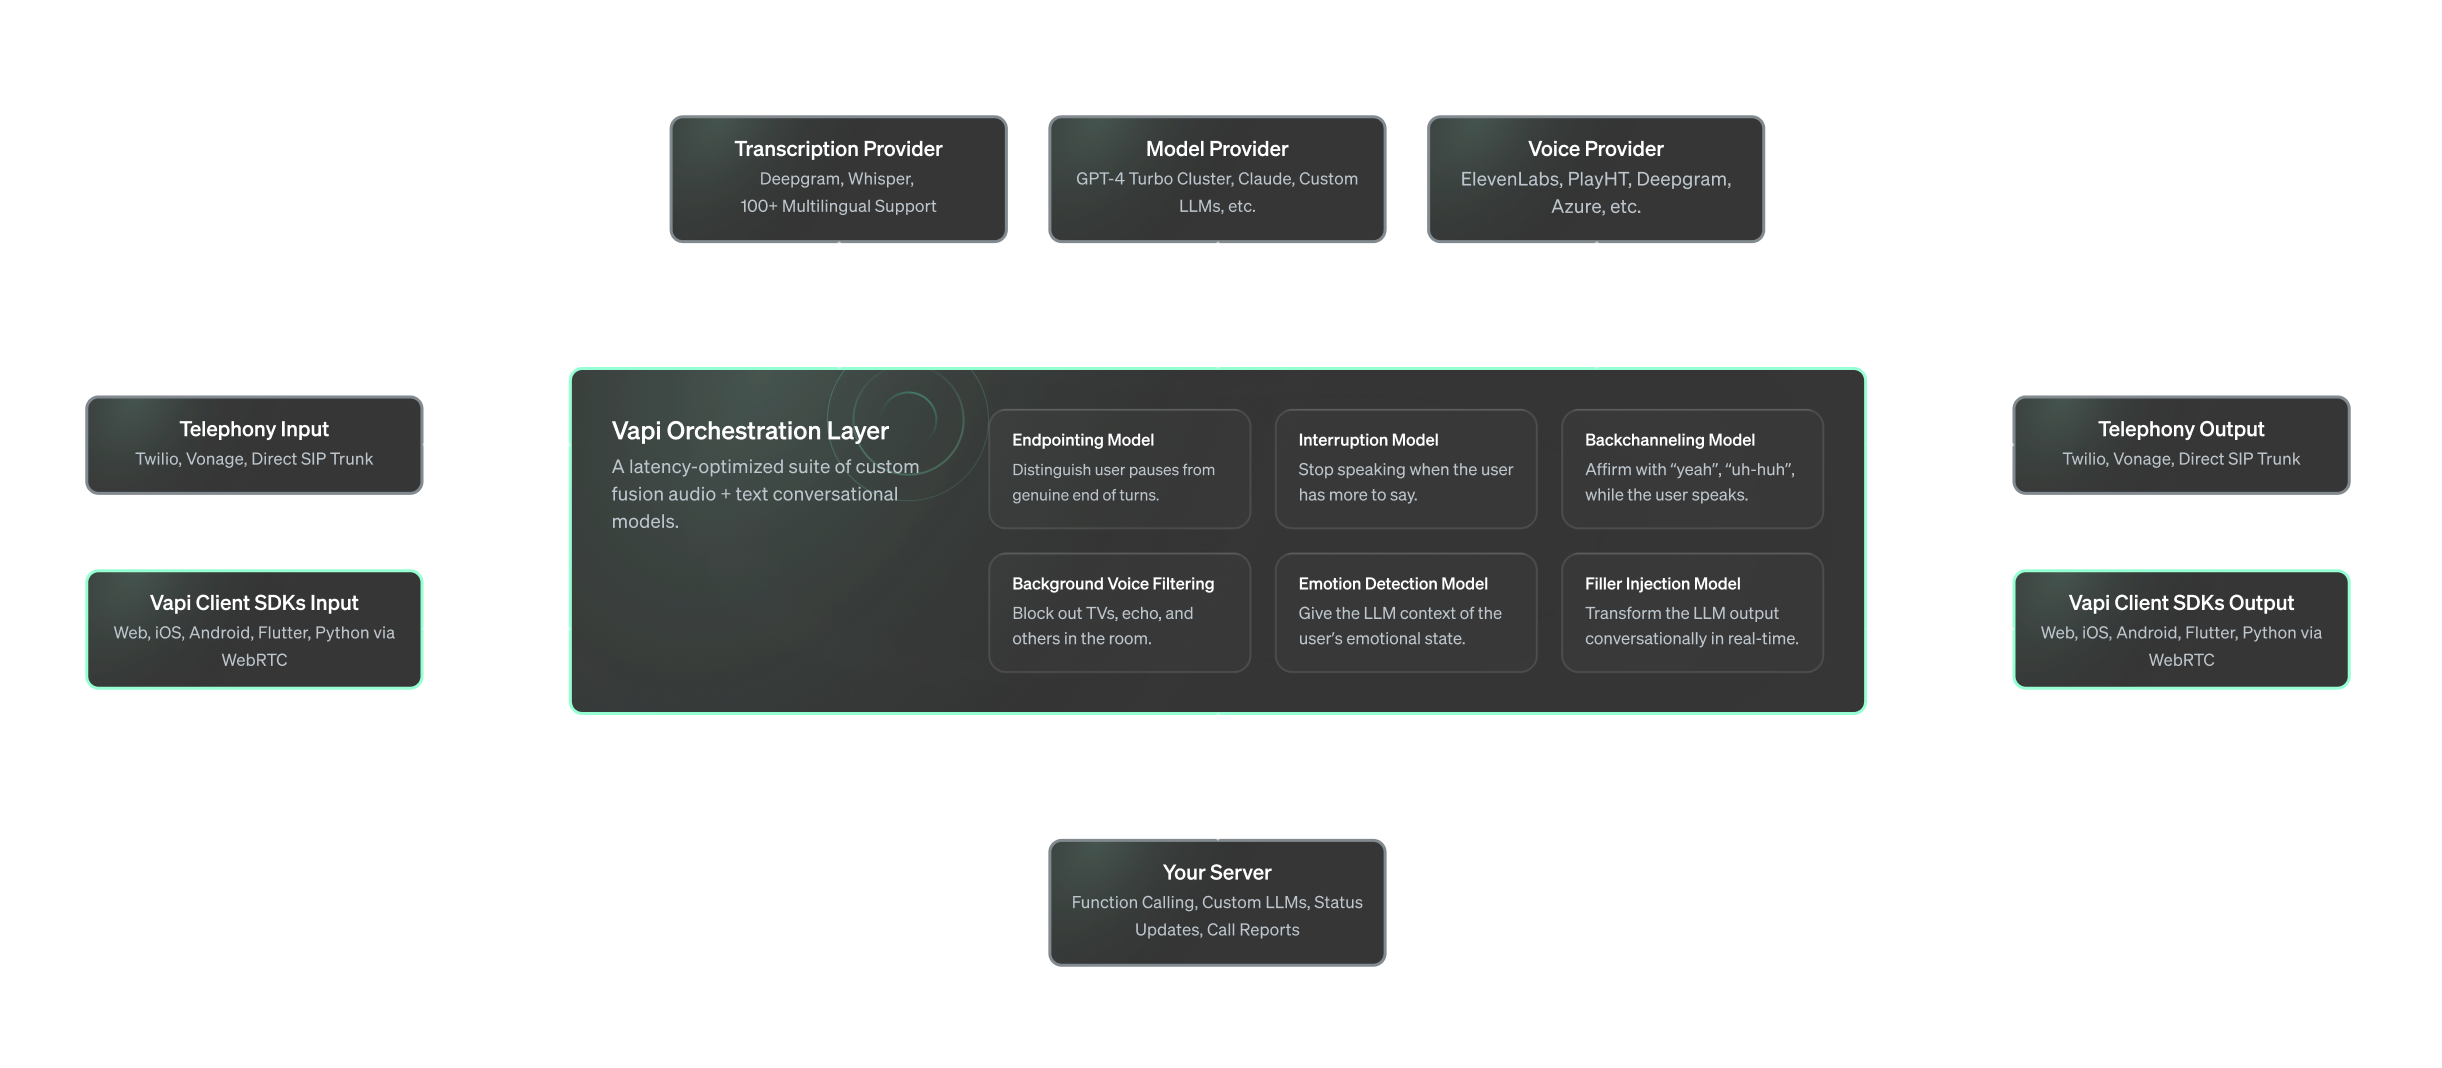 Transcription Provider
Deepgram, Whisper,
100+ Multilingual Support
Model Provider
GPT-4 Turbo Cluster, Claude, Custom
LLMs, etc.
Voice Provider
ElevenLabs, PlayHT, Deepgram,
Azure, etc.
Telephony Input
Twilio, Vonage, Direct SIP Trunk
Vapi Client SDKs Input
Web, iOS, Android, Flutter, Python via
WebRTC
Vapi Orchestration Layer
A latency-optimized suite of custom
fusion audio + text conversational
models.
Endpointing Model
Distinguish user pauses from
genuine end of turns.
Interruption Model
Stop speaking when the user
has more to say.
Backchanneling Model
Affirm with “yeah”, “uh-huh”,
while the user speaks.
Background Voice Filtering
Block out TVs, echo, and
others in the room.
Emotion Detection Model
Give the LLM context of the
user’s emotional state.
Filler Injection Model
Transform the LLM output
conversationally in real-time.
Telephony Output
Twilio, Vonage, Direct SIP Trunk
Vapi Client SDKs Output
Web, iOS, Android, Flutter, Python via
WebRTC
Your Server
Function Calling, Custom LLMs, Status
Updates, Call Reports